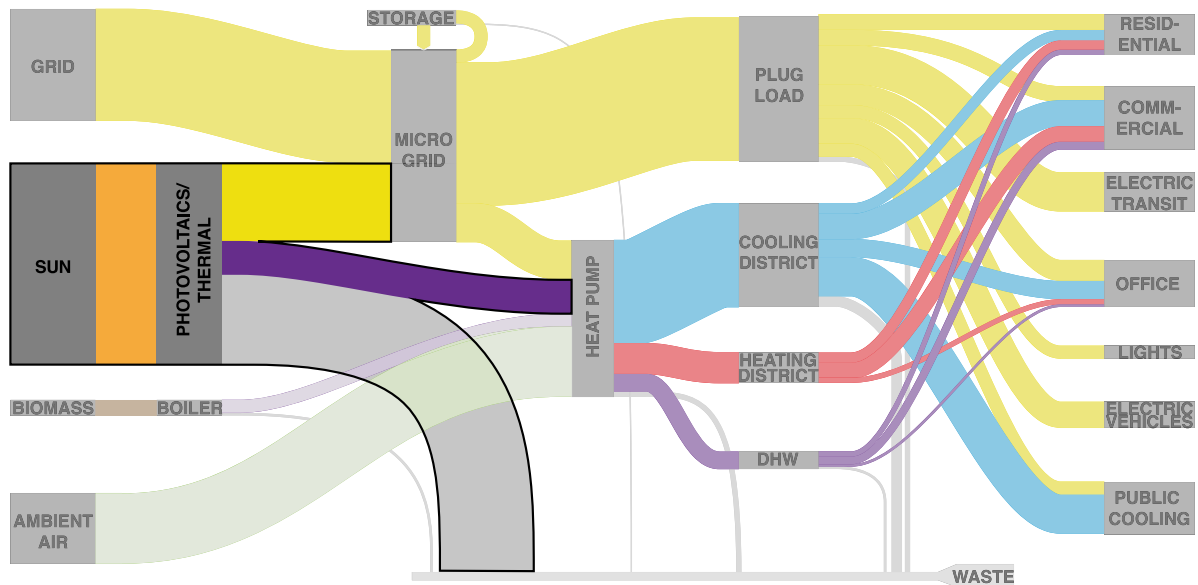 STORAGE
GRID
MICRO
GRID
PLUG
LOAD
RESID-
ENTIAL
COMM-
ERCIAL
ELECTRIC
TRANSIT
SUN
PHOTOVOLTAICS/
THERMAL
HEAT PUMP
COOLING
DISTRICT
OFFICE
HEATING
DISTRICT
LIGHTS
BIOMASS
BOILER
ELECTRIC
VEHICLES
DHW
AMBIENT
AIR
PUBLIC
COOLING
WASTE